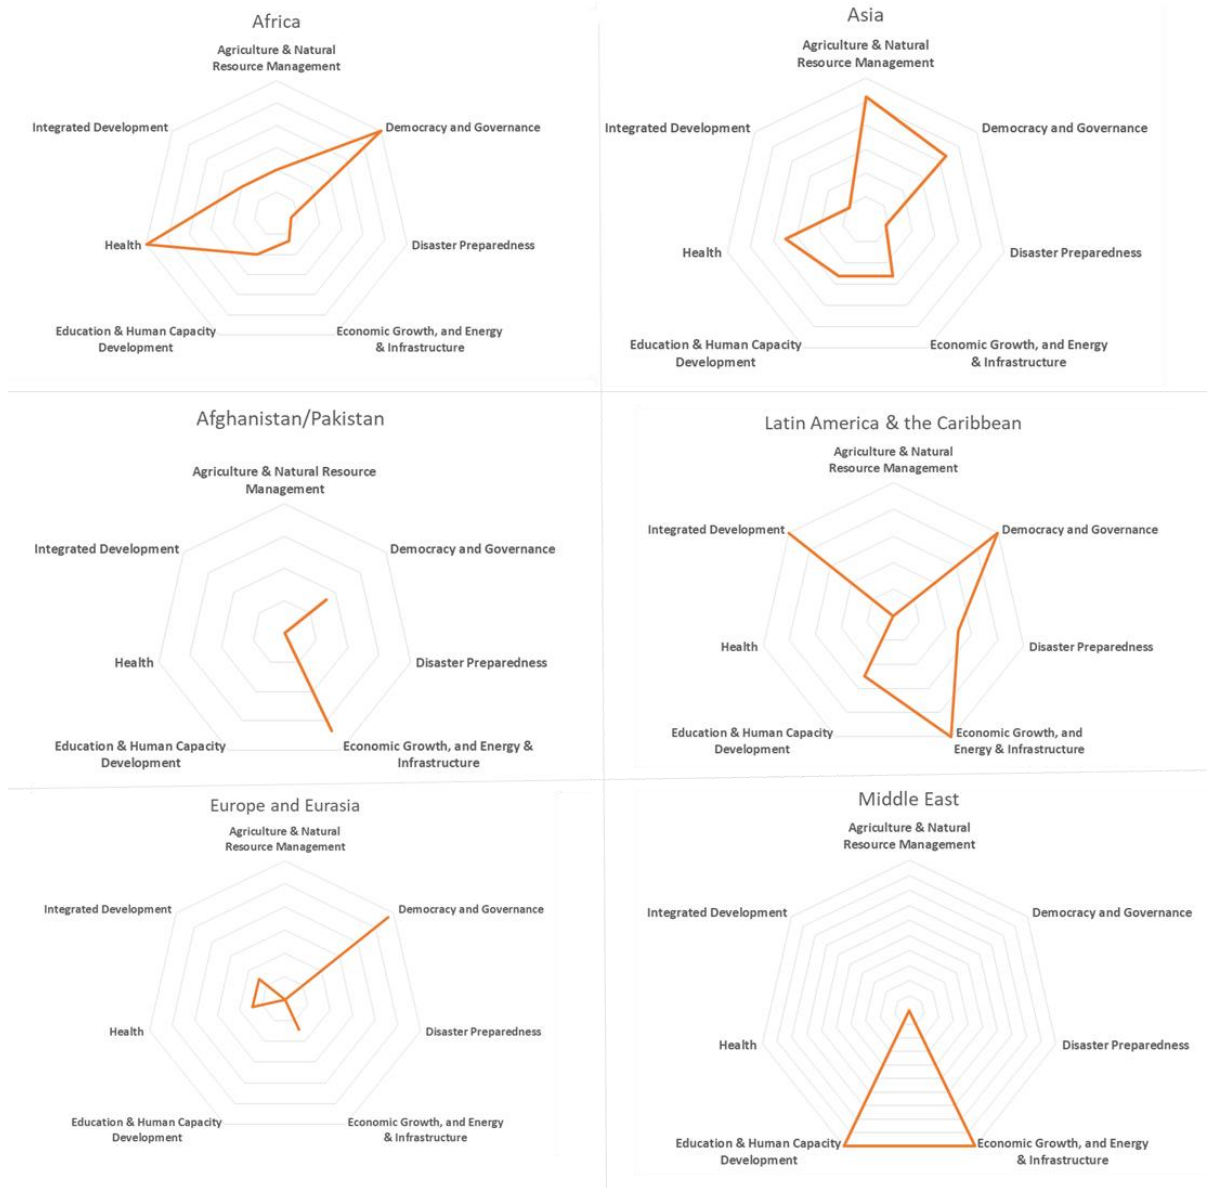 Africa
Agriculture & Natural
Resource Management
Integrated Development
Democracy and Governance
Health
Disaster Preparedness
Education & Human Capacity
Development
Economic Growth, and Energy
& Infrastructure
Asia
Agriculture & Natural
Resource Management
Integrated Development
Democracy and Governance
Health
Disaster Preparedness
Education & Human Capacity
Development
Economic Growth, and Energy
& Infrastructure
Afghanistan/Pakistan
Agriculture & Natural Resource
Management
Integrated Development
Democracy and Governance
Health
Disaster Preparedness
Education & Human Capacity
Development
Economic Growth, and Energy &
Infrastructure
Latin America & the Caribbean
Agriculture & Natural
Resource Management
Integrated Development
Democracy and Governance
Health
Disaster Preparedness
Education & Human Capacity
Development
Economic Growth, and
Energy & Infrastructure
Europe and Eurasia
Agriculture & Natural
Resource Management
Integrated Development
Democracy and Governance
Health
Disaster Preparedness
Education & Human Capacity
Development
Economic Growth, and Energy
& Infrastructure
Middle East
Agriculture & Natural
Resource Management
Integrated Development
Democracy and Governance
Health
Disaster Preparedness
Education & Human Capacity
Development
Economic Growth, and Energy
& Infrastructure